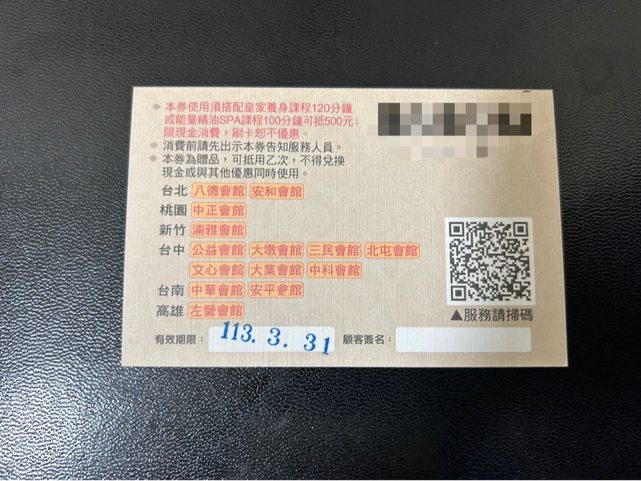 本券使用須搭配皇家養身課程120分鐘
或能量精油SPA課程100分鐘可抵500元；
限現金消費，刷卡恕不優惠。
消費前請先出示本券告知服務人員。
本券為贈品，可抵用乙次，不得兌換
現金或與其他優惠同時使用。
台北 八德會館 安和會館
桃園 中正會館
新竹 湳雅會館
台中 公益會館 大墩會館 三民會館 北屯會館
文心會館 大業會館 中科會館
台南 中華會館 安平會館
高雄 左營會館
▲服務請掃碼
有效期限： 113. 3. 31 顧客簽名：